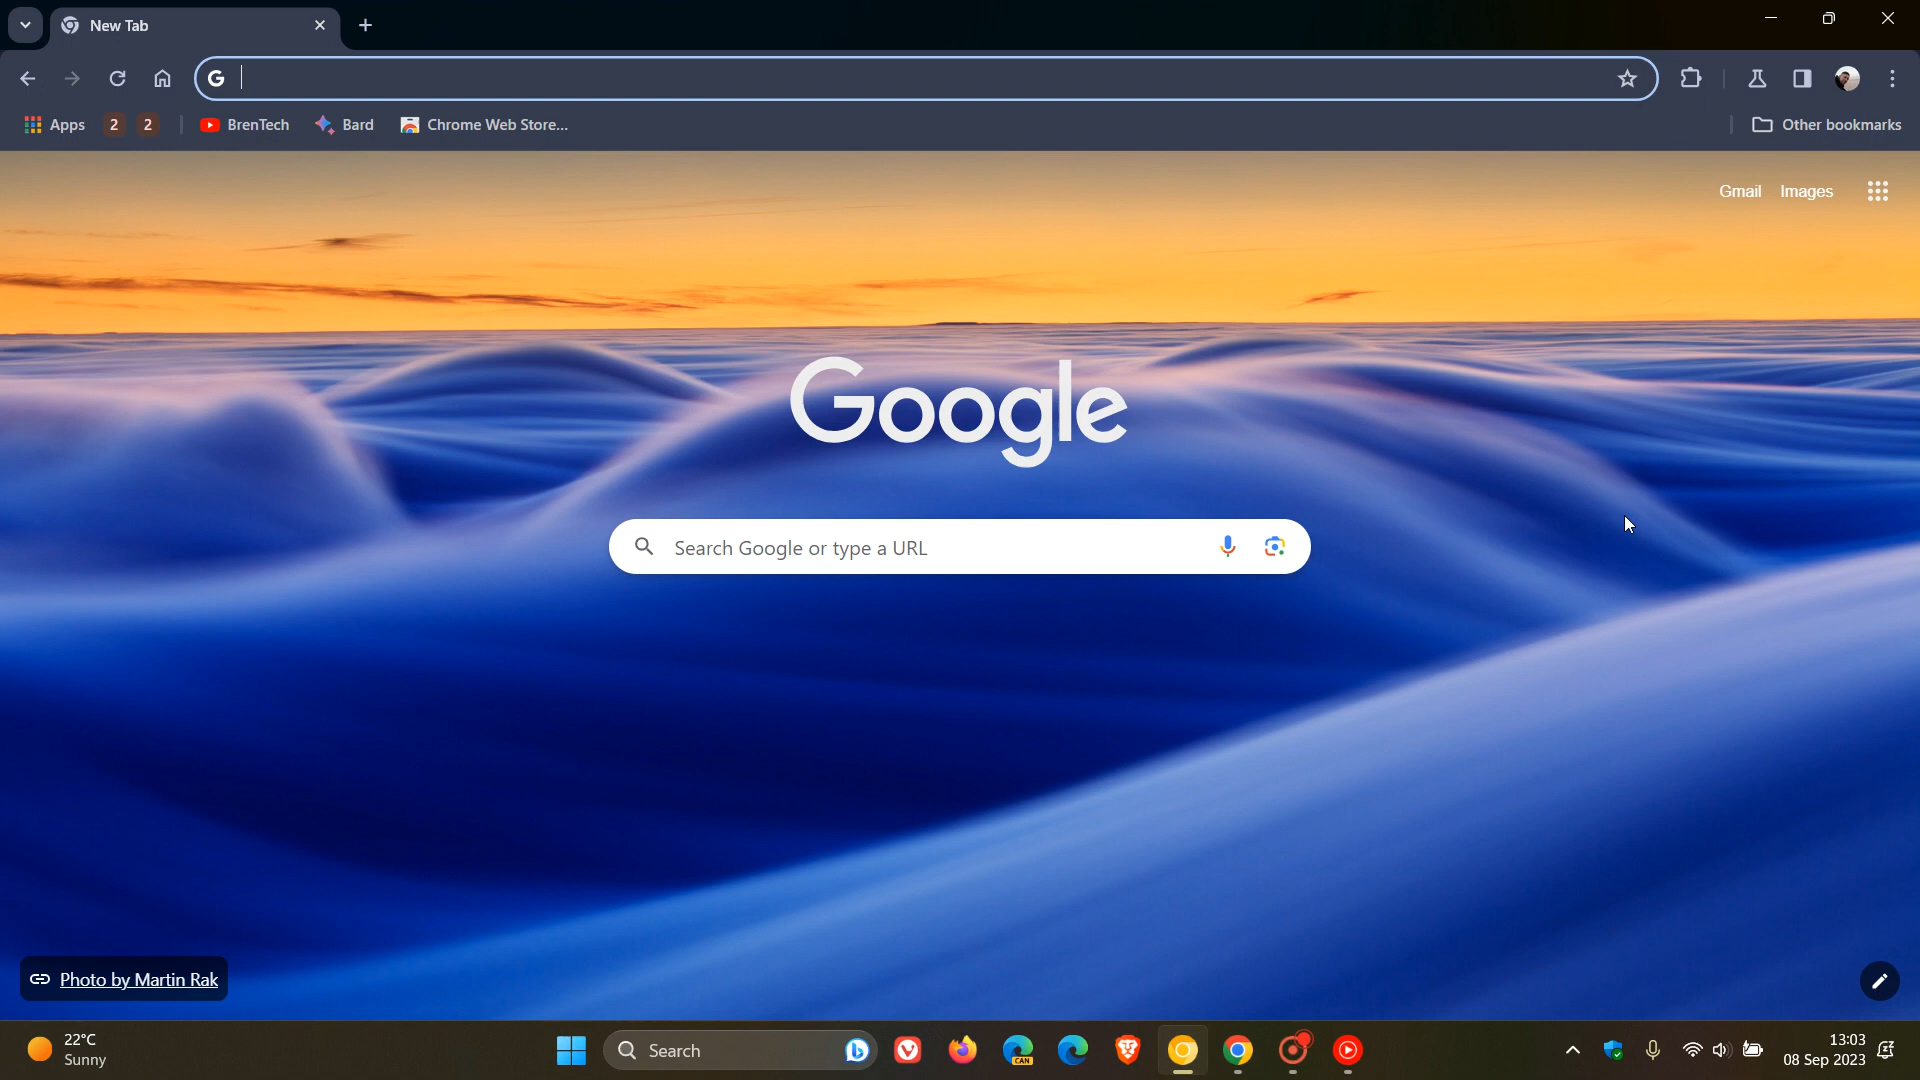 New Tab
Apps
2
2
BrenTech
Bard
Chrome Web Store...
Other bookmarks
Gmail
Images
Google
Search Google or type a URL
Photo by Martin Rak
22°C
Sunny
Search
CAN
13:03
08 Sep 2023